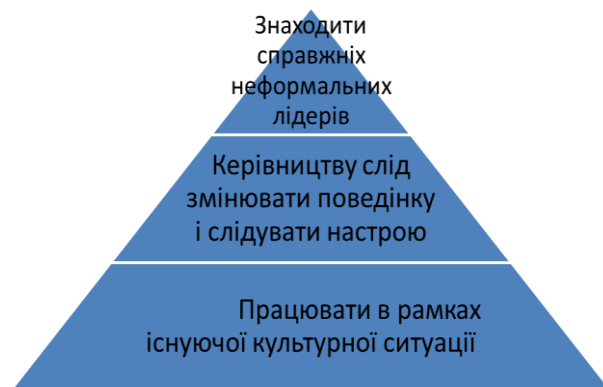 Знаходити
справжніх
неформальних
лідерів
Керівництву слід
змінювати поведінку
і слідувати настрою
Працювати в рамках
існуючої культурної ситуації